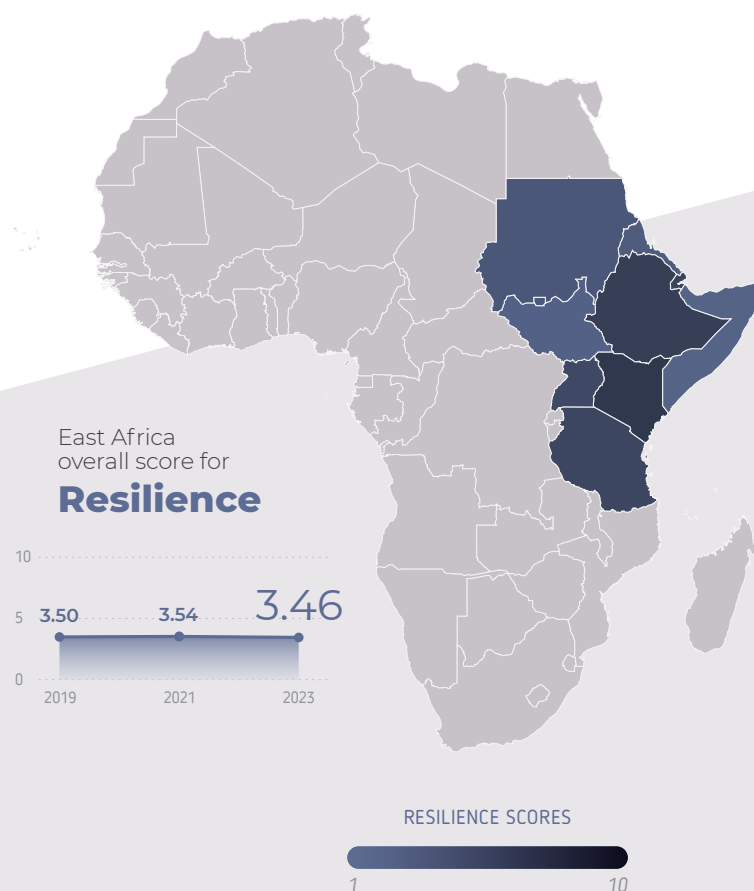 East Africa
overall score for
Resilience
10
5
0
3.50
3.54
3.46
2019
2021
2023
RESILIENCE SCORES
1
10